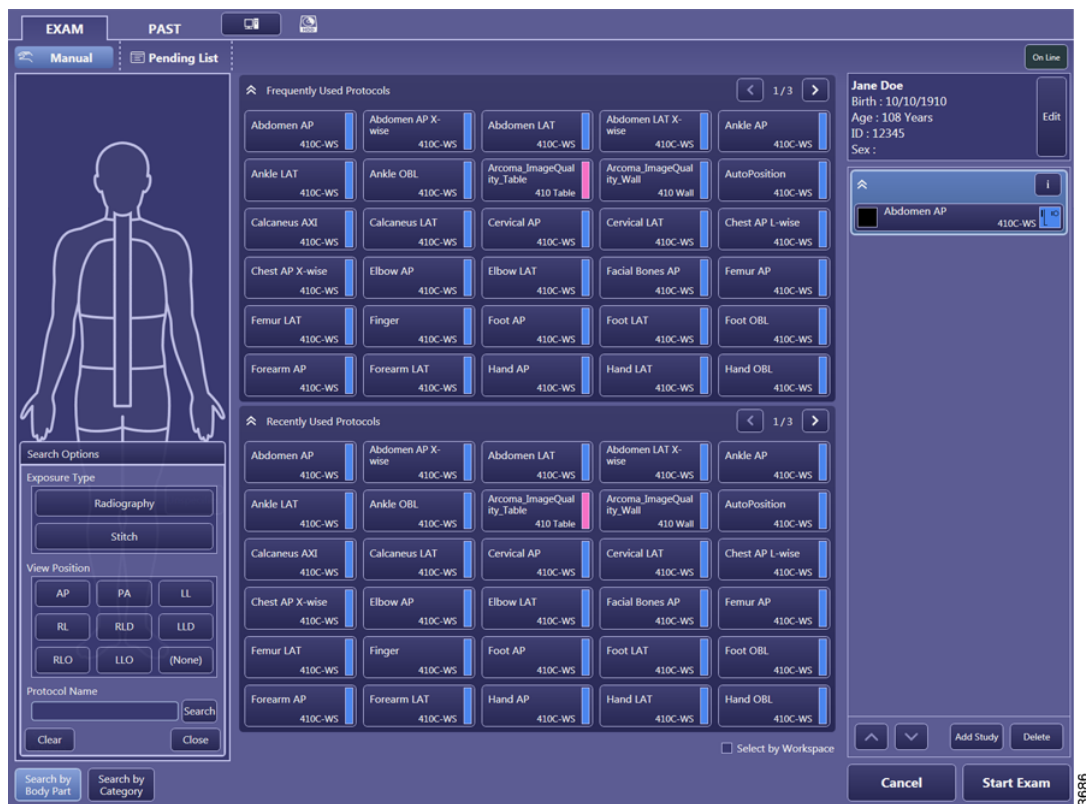 EXAM
PAST
HDD
Manual
Pending List
On Line
Frequently Used Protocols
1/3
Abdomen AP
410C-WS
Abdomen AP X-
wise
410C-WS
Abdomen LAT
410C-WS
Abdomen LAT X-
wise
410C-WS
Ankle AP
410C-WS
Ankle LAT
410C-WS
Ankle OBL
410C-WS
Arcoma_ImageQual
ity_Table
410 Table
Arcoma_ImageQual
ity_Wall
410 Wall
AutoPosition
410C-WS
Calcaneus AXI
410C-WS
Calcaneus LAT
410C-WS
Cervical AP
410C-WS
Cervical LAT
410C-WS
Chest AP L-wise
410C-WS
Chest AP X-wise
410C-WS
Elbow AP
410C-WS
Elbow LAT
410C-WS
Facial Bones AP
410C-WS
Femur AP
410C-WS
Femur LAT
410C-WS
Finger
410C-WS
Foot AP
410C-WS
Foot LAT
410C-WS
Foot OBL
410C-WS
Forearm AP
410C-WS
Forearm LAT
410C-WS
Hand AP
410C-WS
Hand LAT
410C-WS
Hand OBL
410C-WS
Recently Used Protocols
1/3
Abdomen AP
410C-WS
Abdomen AP X-
wise
410C-WS
Abdomen LAT
410C-WS
Abdomen LAT X-
wise
410C-WS
Ankle AP
410C-WS
Ankle LAT
410C-WS
Ankle OBL
410C-WS
Arcoma_ImageQual
ity_Table
410 Table
Arcoma_ImageQual
ity_Wall
410 Wall
AutoPosition
410C-WS
Calcaneus AXI
410C-WS
Calcaneus LAT
410C-WS
Cervical AP
410C-WS
Cervical LAT
410C-WS
Chest AP L-wise
410C-WS
Chest AP X-wise
410C-WS
Elbow AP
410C-WS
Elbow LAT
410C-WS
Facial Bones AP
410C-WS
Femur AP
410C-WS
Femur LAT
410C-WS
Finger
410C-WS
Foot AP
410C-WS
Foot LAT
410C-WS
Foot OBL
410C-WS
Forearm AP
410C-WS
Forearm LAT
410C-WS
Hand AP
410C-WS
Hand LAT
410C-WS
Hand OBL
410C-WS
Select by Workspace
Search Options
Exposure Type
Radiography
Stitch
View Position
AP
PA
LL
RL
RLD
LLD
RLO
LLO
(None)
Protocol Name
Search
Clear
Close
Search by
Body Part
Search by
Category
Jane Doe
Birth : 10/10/1910
Age : 108 Years
ID : 12345
Sex :
Edit
i
Abdomen AP
410C-WS
Add Study
Delete
Cancel
Start Exam